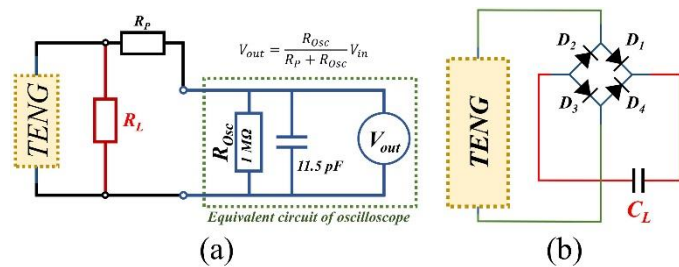 R_P
V_out = R_Osc / (R_P + R_Osc) V_in
TENG
R_L
R_Osc
1 MΩ
11.5 pF
V_out
Equivalent circuit of oscilloscope
(a)
TENG
D_2
D_1
D_3
D_4
C_L
(b)